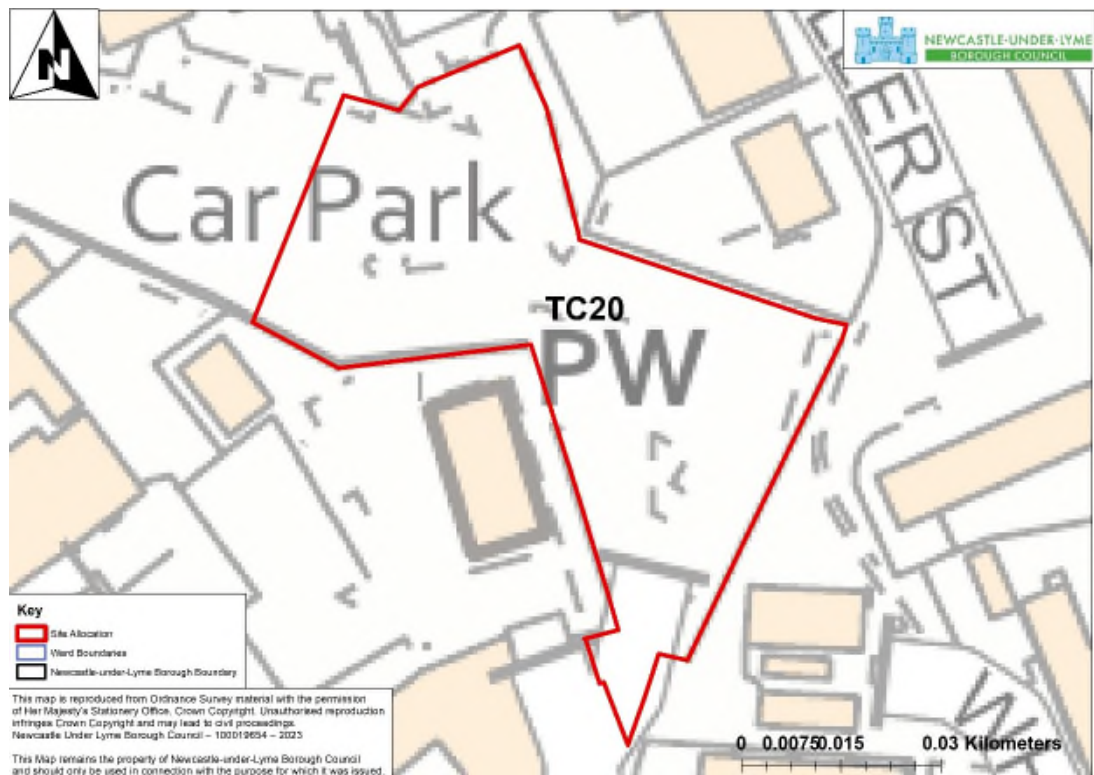 N
NEWCASTLE-UNDER-LYME
BOROUGH COUNCIL
LER ST
Car Park
TC20
PW
W
Key
Site Allocation
Ward Boundaries
Newcastle-under-Lyme Borough Boundary
This map is reproduced from Ordnance Survey material with the permission
of Her Majesty's Stationery Office. Crown Copyright. Unauthorised reproduction
infringes Crown Copyright and may lead to civil proceedings.
Newcastle Under Lyme Borough Council – 100019654 – 2023
This Map remains the property of Newcastle-under-Lyme Borough Council
and should only be used in connection with the purpose for which it was issued.
0 0.0075 0.015 0.03 Kilometers